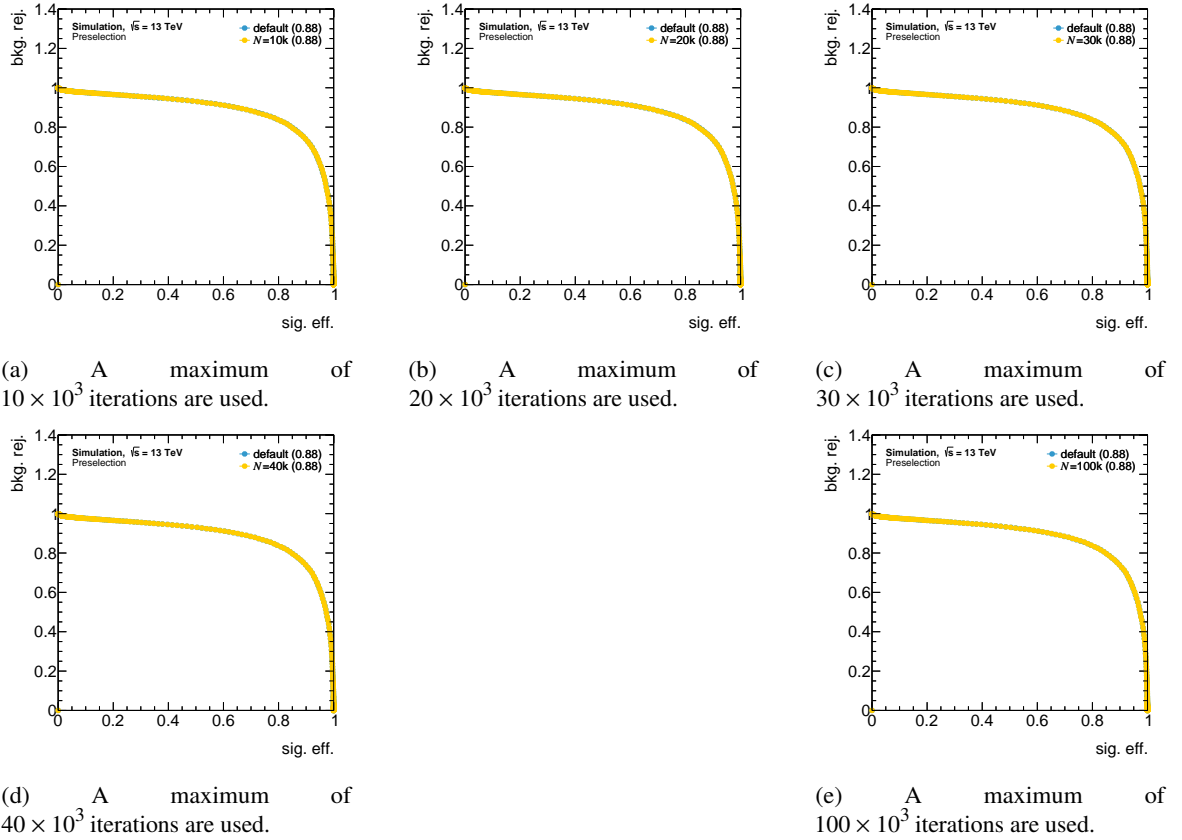 1.4
1.2
1
0.8
0.6
0.4
0.2
0
bkg. rej.
Simulation, √s = 13 TeV
Preselection
default (0.88)
N=10k (0.88)
0 0.2 0.4 0.6 0.8 1
sig. eff.
(a) A maximum of
10 × 10³ iterations are used.
1.4
1.2
1
0.8
0.6
0.4
0.2
0
bkg. rej.
Simulation, √s = 13 TeV
Preselection
default (0.88)
N=20k (0.88)
0 0.2 0.4 0.6 0.8 1
sig. eff.
(b) A maximum of
20 × 10³ iterations are used.
1.4
1.2
1
0.8
0.6
0.4
0.2
0
bkg. rej.
Simulation, √s = 13 TeV
Preselection
default (0.88)
N=30k (0.88)
0 0.2 0.4 0.6 0.8 1
sig. eff.
(c) A maximum of
30 × 10³ iterations are used.
1.4
1.2
1
0.8
0.6
0.4
0.2
0
bkg. rej.
Simulation, √s = 13 TeV
Preselection
default (0.88)
N=40k (0.88)
0 0.2 0.4 0.6 0.8 1
sig. eff.
(d) A maximum of
40 × 10³ iterations are used.
1.4
1.2
1
0.8
0.6
0.4
0.2
0
bkg. rej.
Simulation, √s = 13 TeV
Preselection
default (0.88)
N=100k (0.88)
0 0.2 0.4 0.6 0.8 1
sig. eff.
(e) A maximum of
100 × 10³ iterations are used.